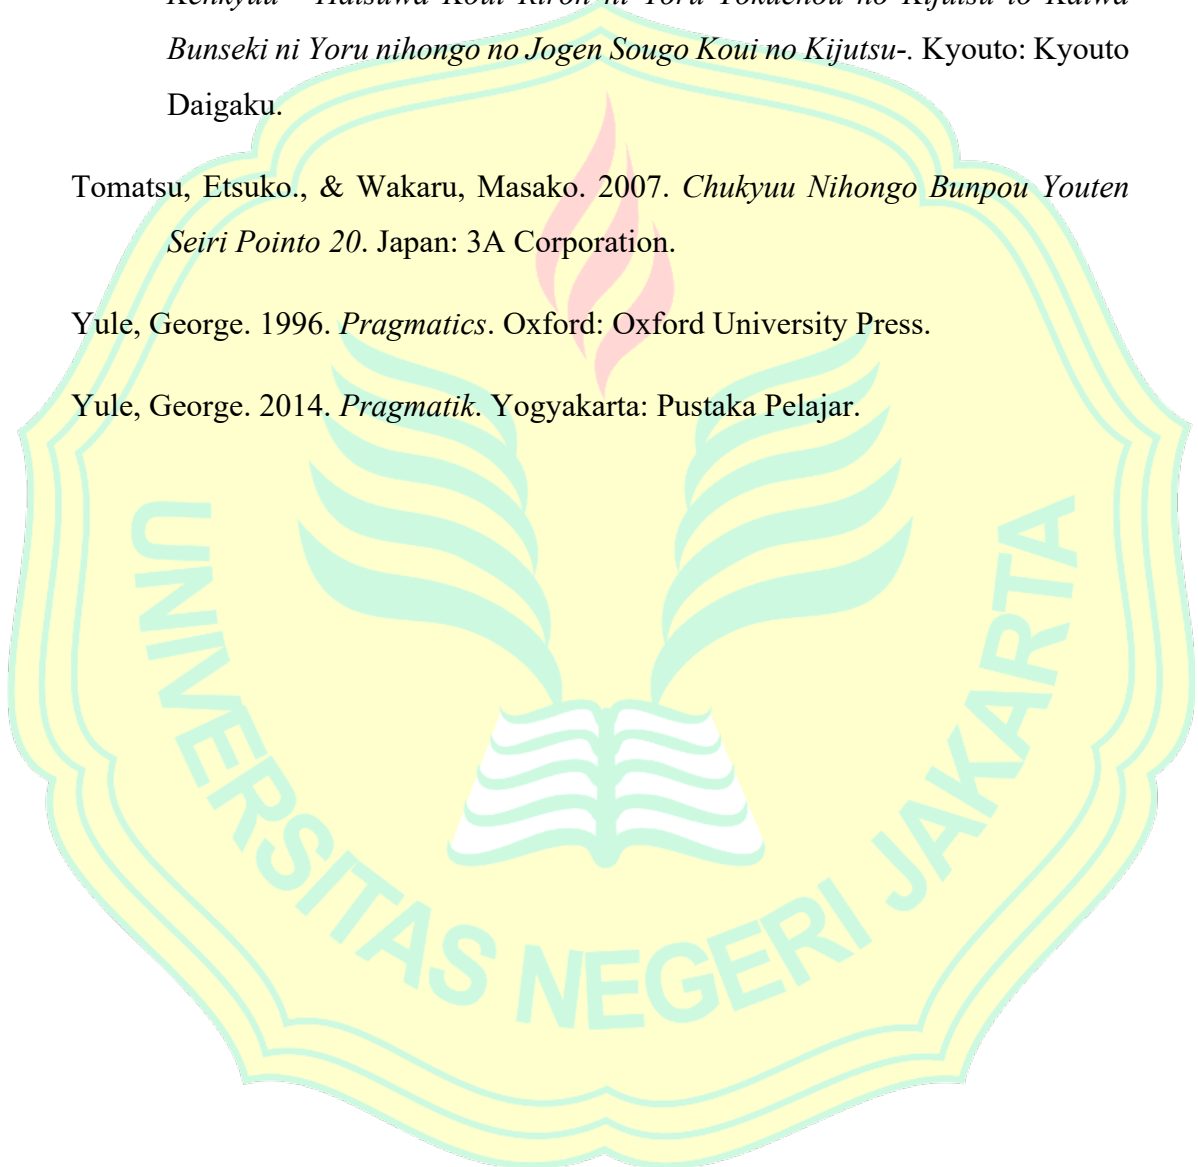 Kenkyuu - Hatsuwa Koui Riron ni Yoru Tokuchou no Kijutsu to Kaiwa
Bunseki ni Yoru nihongo no Jogen Sougo Koui no Kijutsu-. Kyouto: Kyouto
Daigaku.
Tomatsu, Etsuko., & Wakaru, Masako. 2007. Chukyuu Nihongo Bunpou Youten
Seiri Pointo 20. Japan: 3A Corporation.
Yule, George. 1996. Pragmatics. Oxford: Oxford University Press.
Yule, George. 2014. Pragmatik. Yogyakarta: Pustaka Pelajar.
UNIVERSITAS NEGERI JAKARTA